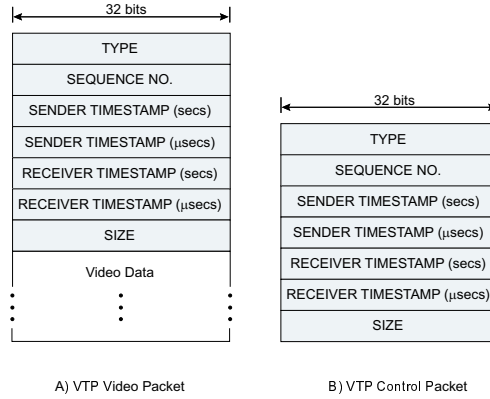 32 bits
TYPE
SEQUENCE NO.
SENDER TIMESTAMP (secs)
SENDER TIMESTAMP (μsecs)
RECEIVER TIMESTAMP (secs)
RECEIVER TIMESTAMP (μsecs)
SIZE
Video Data
A) VTP Video Packet
32 bits
TYPE
SEQUENCE NO.
SENDER TIMESTAMP (secs)
SENDER TIMESTAMP (μsecs)
RECEIVER TIMESTAMP (secs)
RECEIVER TIMESTAMP (μsecs)
SIZE
B) VTP Control Packet